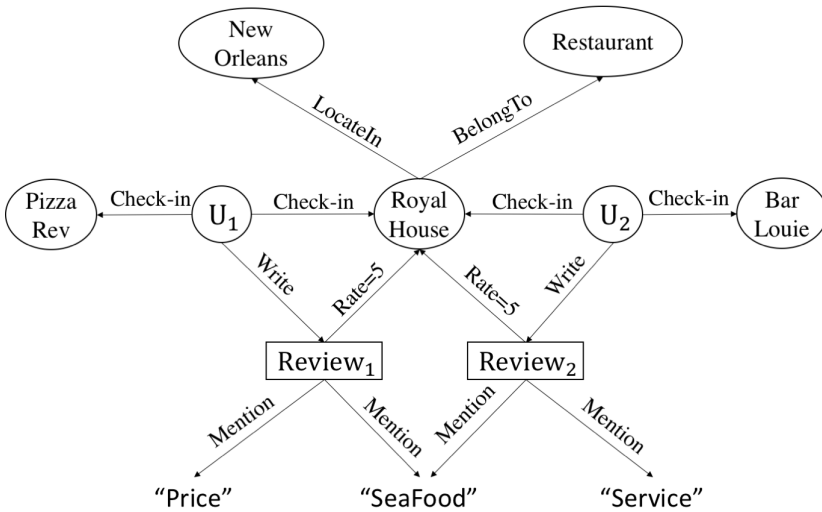 New
Orleans
Restaurant
LocateIn
BelongTo
Pizza
Rev
Check-in
U₁
Check-in
Royal
House
Check-in
U₂
Check-in
Bar
Louie
Write
Rate=5
Rate=5
Write
Review₁
Review₂
Mention
Mention
Mention
Mention
“Price”
“SeaFood”
“Service”